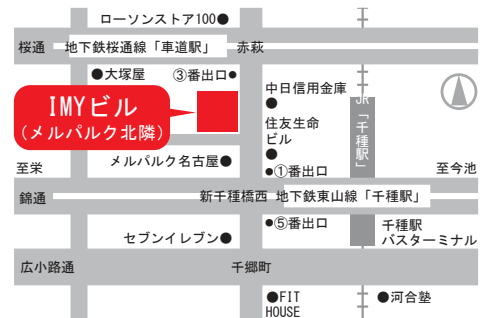 ローソンストア100●
桜通 地下鉄桜通線「車道駅」 赤萩
●大塚屋 ③番出口●
中日信用金庫
●
IMYビル
(メルパルク北隣)
JR「千種駅」
住友生命
ビル
●
メルパルク名古屋●
●①番出口
至栄
至今池
錦通 新千種橋西 地下鉄東山線「千種駅」
●⑤番出口
セブンイレブン●
千種駅
バスターミナル
広小路通 千郷町
●FIT
HOUSE
●河合塾